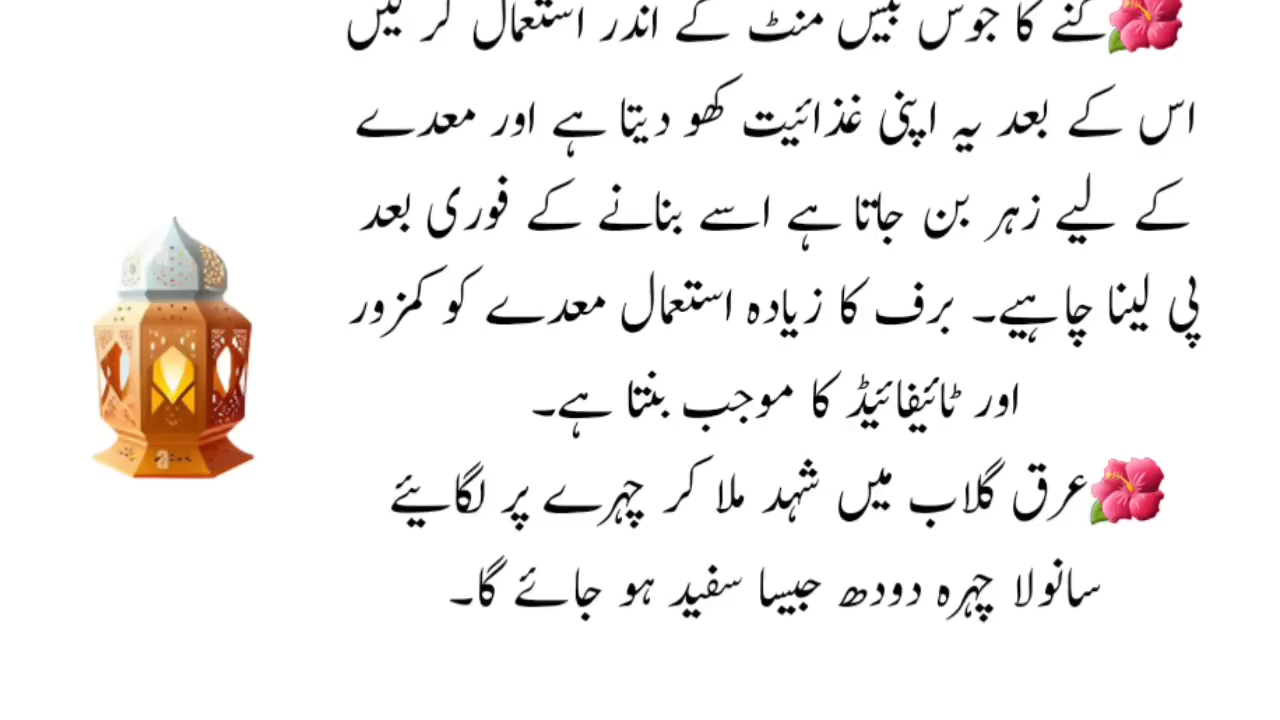 گنے کا جوس بیس منٹ کے اندر استعمال کر لیں
اس کے بعد یہ اپنی غذائیت کھو دیتا ہے اور معدے
کے لیے زہر بن جاتا ہے اسے بنانے کے فوری بعد
پی لینا چاہیے۔ برف کا زیادہ استعمال معدے کو کمزور
اور ٹائیفائیڈ کا موجب بنتا ہے۔
عرق گلاب میں شہد ملا کر چہرے پر لگائیے
سانولا چہرہ دودھ جیسا سفید ہو جائے گا۔